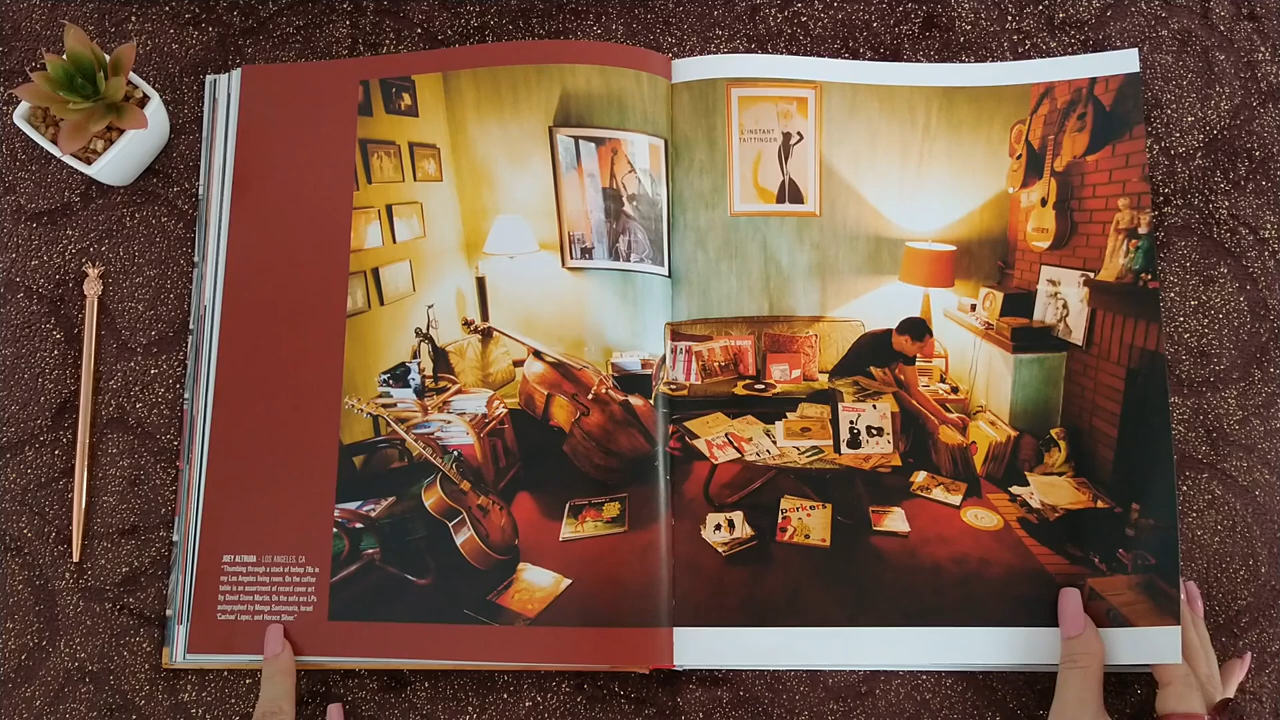 L'INSTANT
TAITTINGER
parkers
JOEY ALTRUDA - LOS ANGELES, CA
"Thumbing through a stack of bebop 78s in
my Los Angeles living room. On the coffee
table is an assortment of record cover art
by David Stone Martin. On the sofa are LPs
autographed by Mongo Santamaria, Israel
'Cachao' Lopez, and Horace Silver."